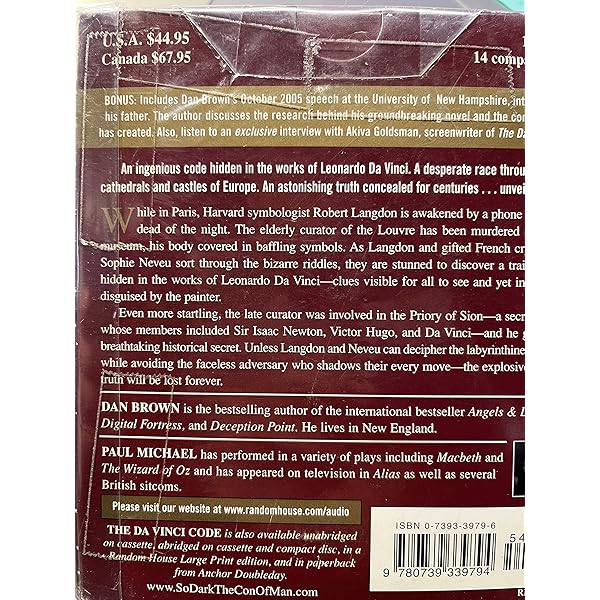 U.S.A. $44.95
Canada $67.95
14 comp
BONUS: Includes Dan Brown's October 2005 speech at the University of New Hampshire, int
his father. The author discusses the research behind his groundbreaking novel and the con
has created. Also, listen to an exclusive interview with Akiva Goldsman, screenwriter of The D
An ingenious code hidden in the works of Leonardo Da Vinci. A desperate race throu
cathedrals and castles of Europe. An astonishing truth concealed for centuries . . . unvei
While in Paris, Harvard symbologist Robert Langdon is awakened by a phone
dead of the night. The elderly curator of the Louvre has been murdered
museum, his body covered in baffling symbols. As Langdon and gifted French cr
Sophie Neveu sort through the bizarre riddles, they are stunned to discover a trai
hidden in the works of Leonardo Da Vinci—clues visible for all to see and yet in
disguised by the painter.
Even more startling, the late curator was involved in the Priory of Sion—a secr
whose members included Sir Isaac Newton, Victor Hugo, and Da Vinci—and he g
breathtaking historical secret. Unless Langdon and Neveu can decipher the labyrinthine
while avoiding the faceless adversary who shadows their every move—the explosive
truth will be lost forever.
DAN BROWN is the bestselling author of the international bestseller Angels & D
Digital Fortress, and Deception Point. He lives in New England.
PAUL MICHAEL has performed in a variety of plays including Macbeth and
The Wizard of Oz and has appeared on television in Alias as well as several
British sitcoms.
Please visit our website at www.randomhouse.com/audio
THE DA VINCI CODE is also available unabridged
on cassette, abridged on cassette and compact disc, in a
Random House Large Print edition, and in paperback
from Anchor Doubleday.
www.SoDarkTheConOfMan.com
ISBN 0-7393-3979-6
54
9 780739 339794